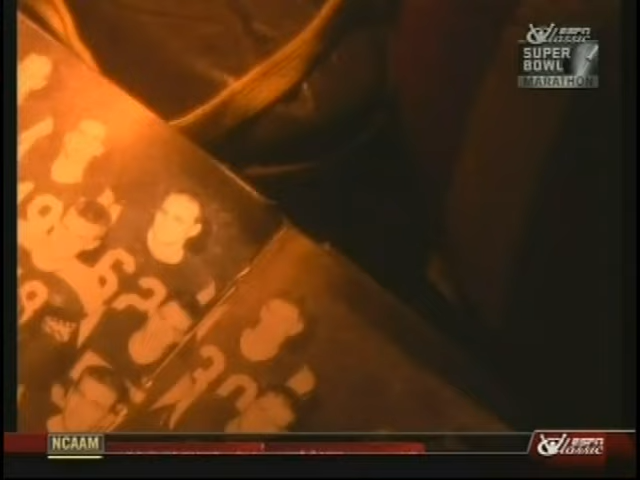 ESPN
Classic
SUPER
BOWL
MARATHON
NCAAM
ESPN
Classic